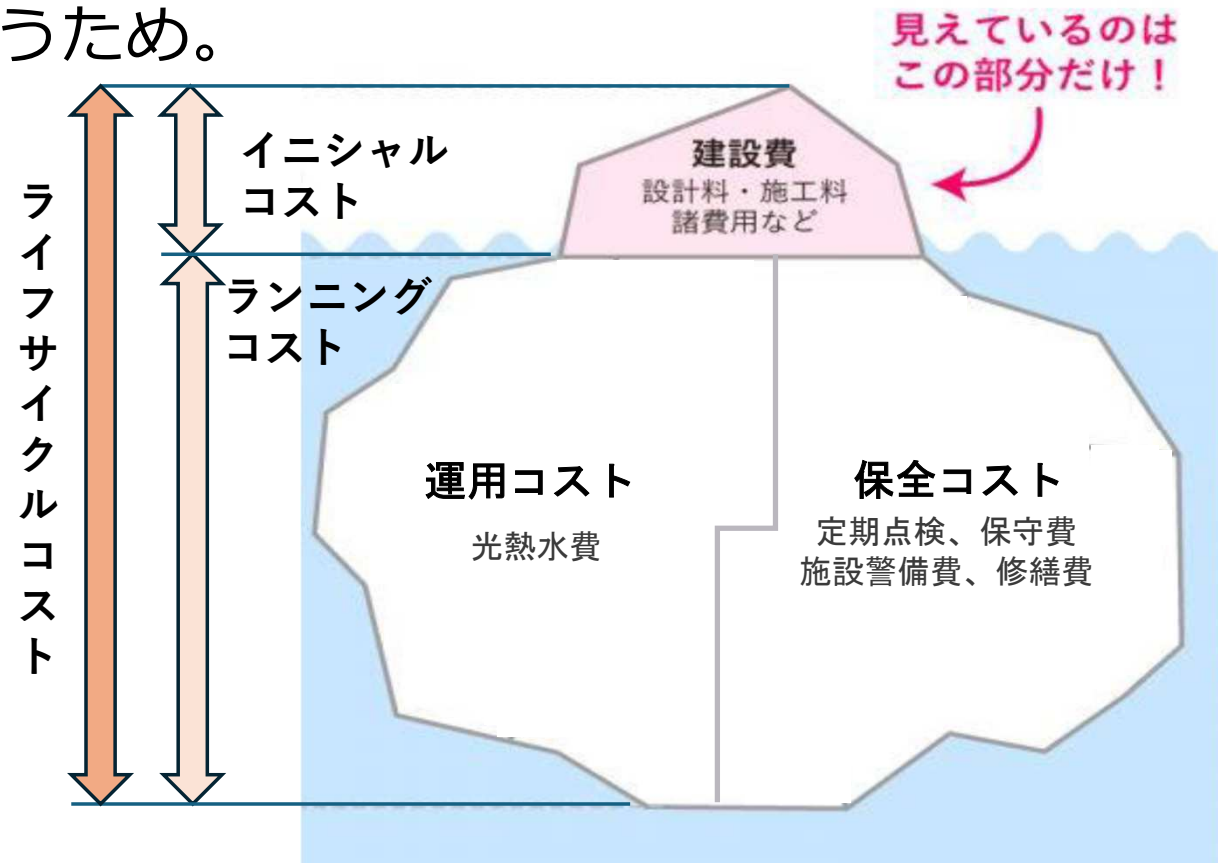 うため。
見えているのは
この部分だけ！
イニシャル
コスト
建設費
設計料・施工料
諸費用など
ライフサイクルコスト
ランニング
コスト
運用コスト
光熱水費
保全コスト
定期点検、保守費
施設警備費、修繕費